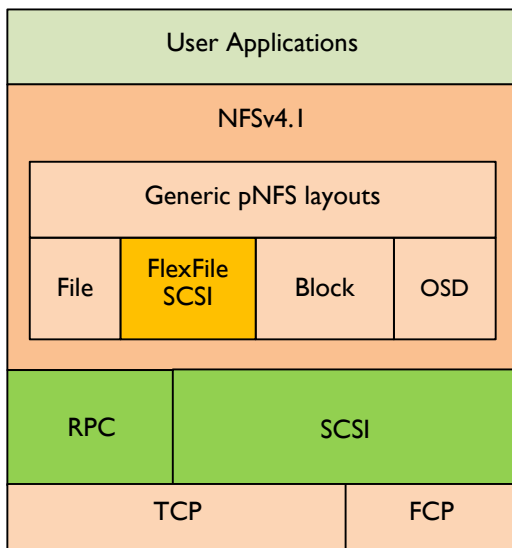 User Applications
NFSv4.1
Generic pNFS layouts
File
FlexFile
SCSI
Block
OSD
RPC
SCSI
TCP
FCP